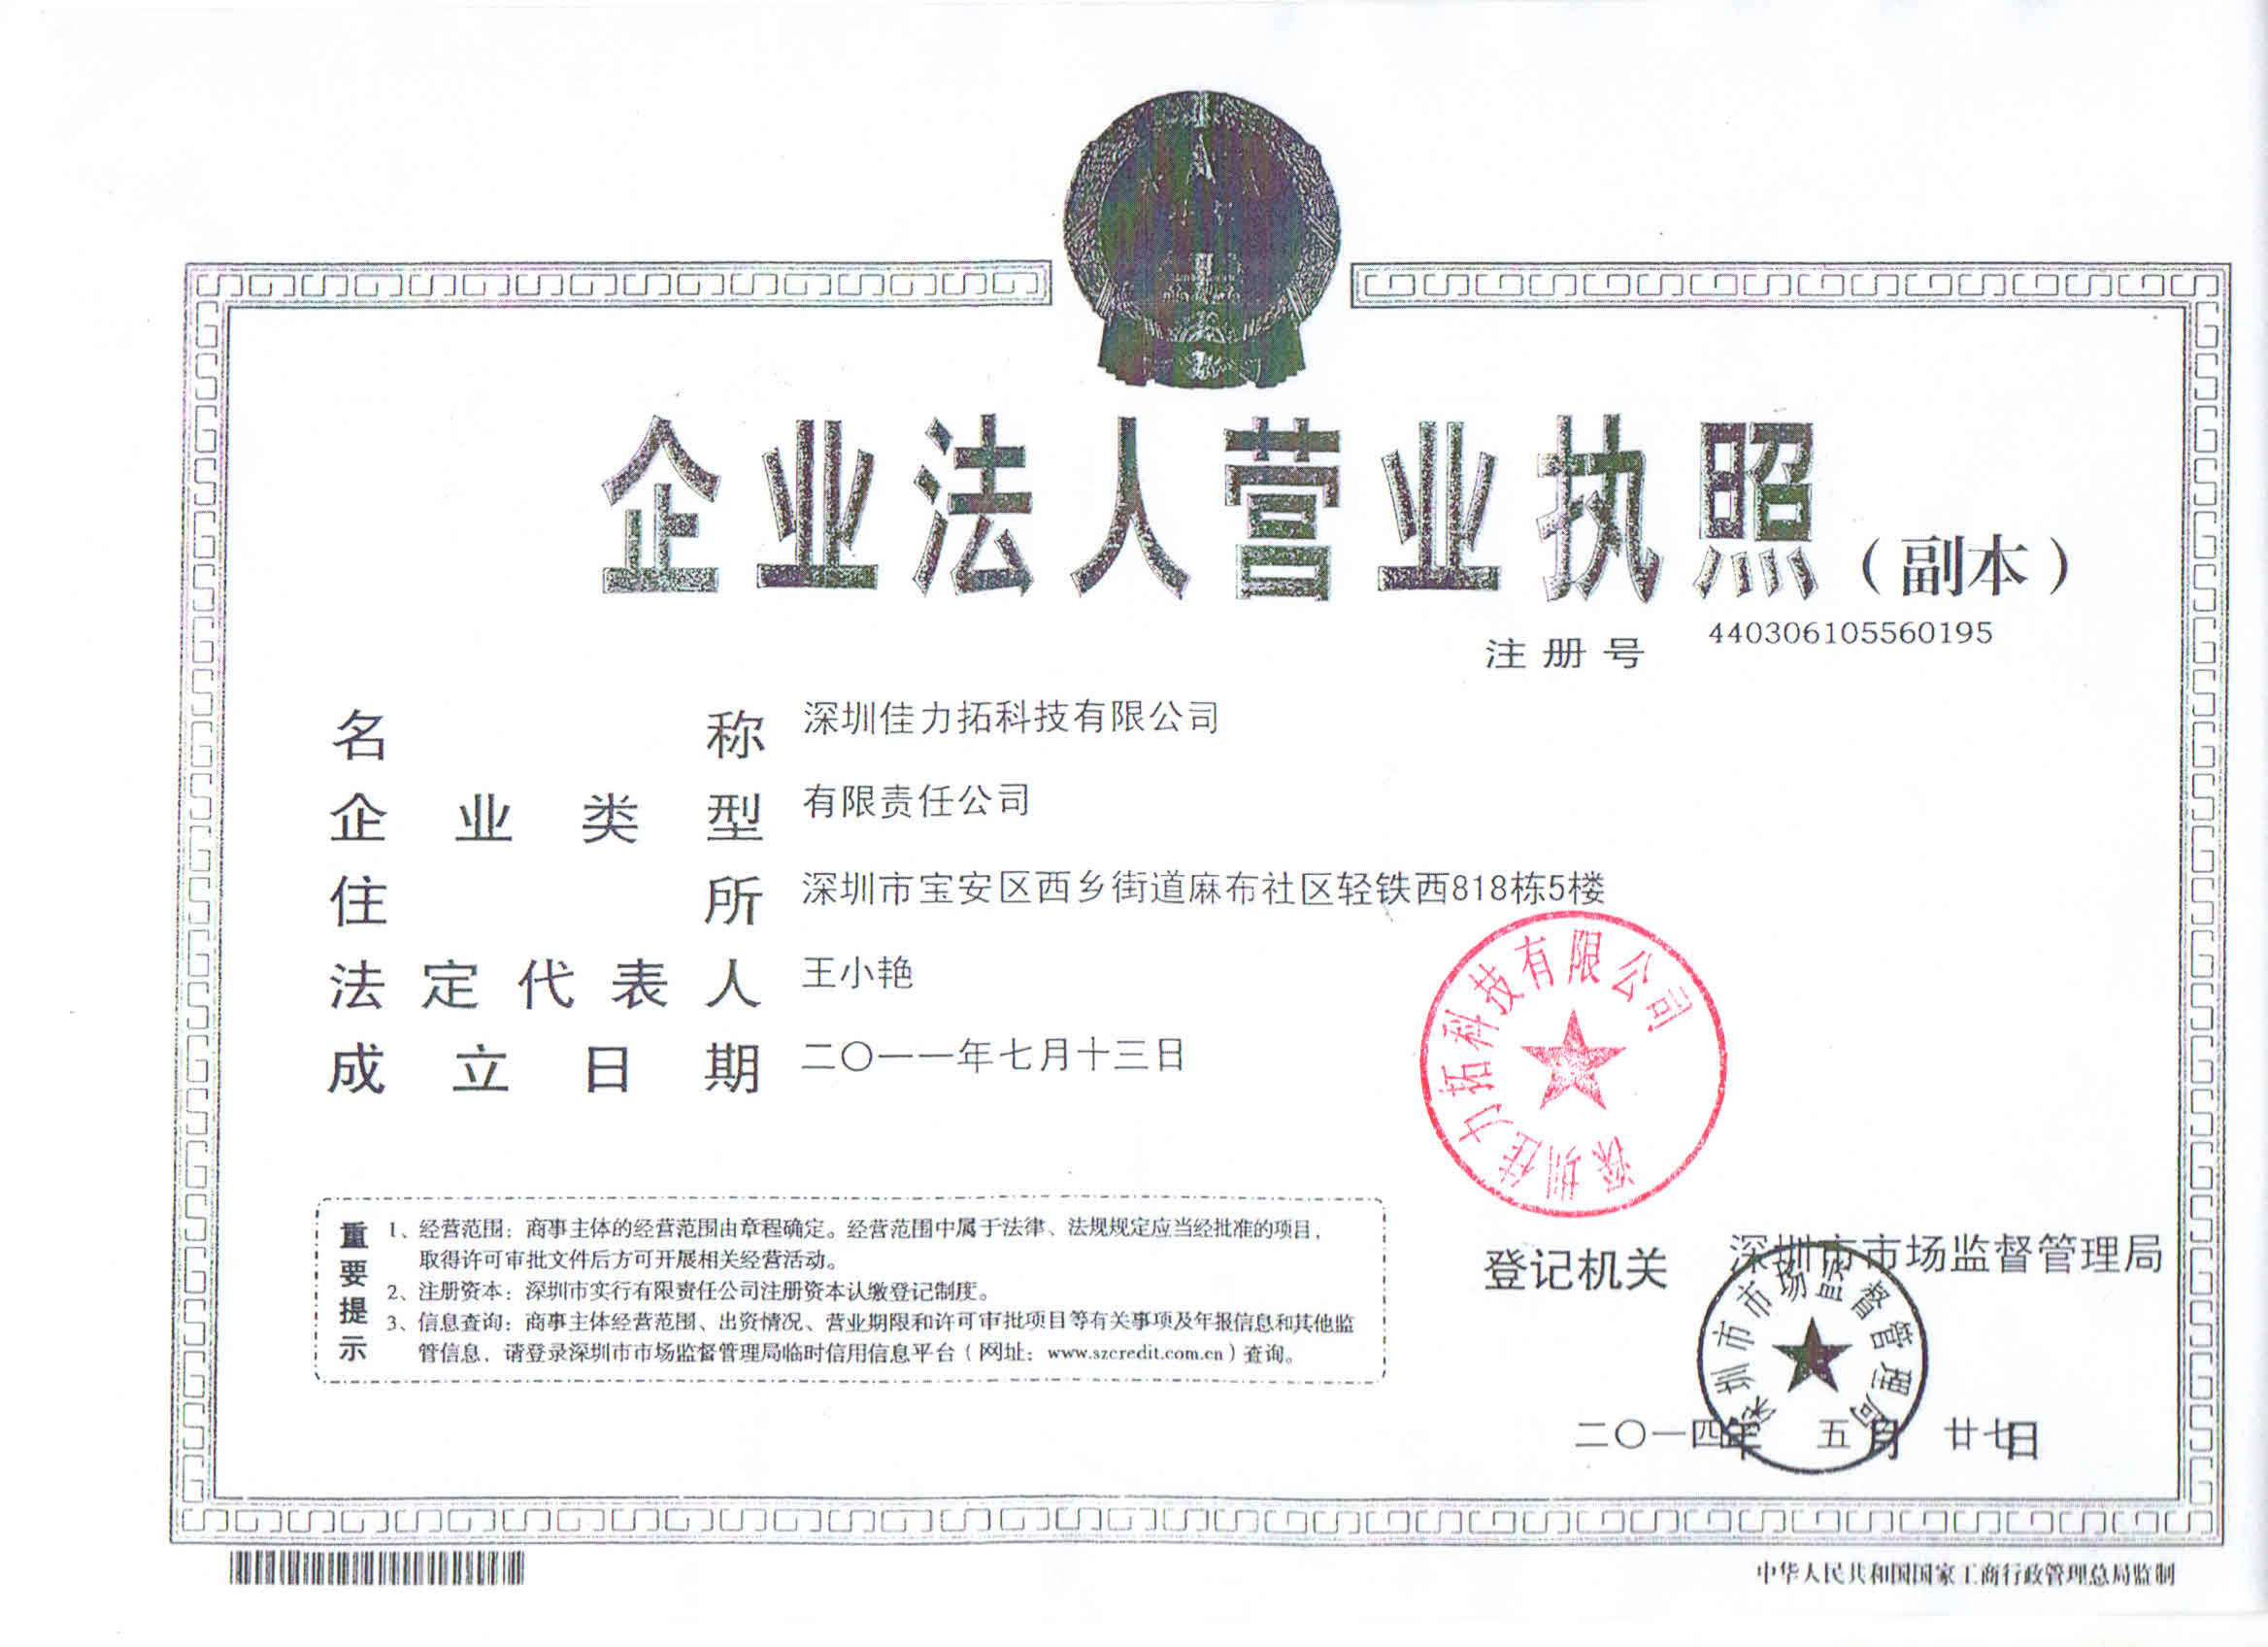 企业法人营业执照（副本）
注册号 440306105560195
名称 深圳佳力拓科技有限公司
企业类型 有限责任公司
住所 深圳市宝安区西乡街道麻布社区轻铁西818栋5楼
法定代表人 王小艳
成立日期 二〇一一年七月十三日
深圳佳力拓科技有限公司
重要提示
1、经营范围：商事主体的经营范围由章程确定。经营范围中属于法律、法规规定应当经批准的项目，
取得许可审批文件后方可开展相关经营活动。
2、注册资本：深圳市实行有限责任公司注册资本认缴登记制度。
3、信息查询：商事主体经营范围、出资情况、营业期限和许可审批项目等有关事项及年报信息和其他监
管信息，请登录深圳市市场监督管理局临时信用信息平台（网址：www.szcredit.com.cn）查询。
登记机关 深圳市市场监督管理局
深圳市市场监督管理局
二〇一四年五月廿七日
中华人民共和国国家工商行政管理总局监制